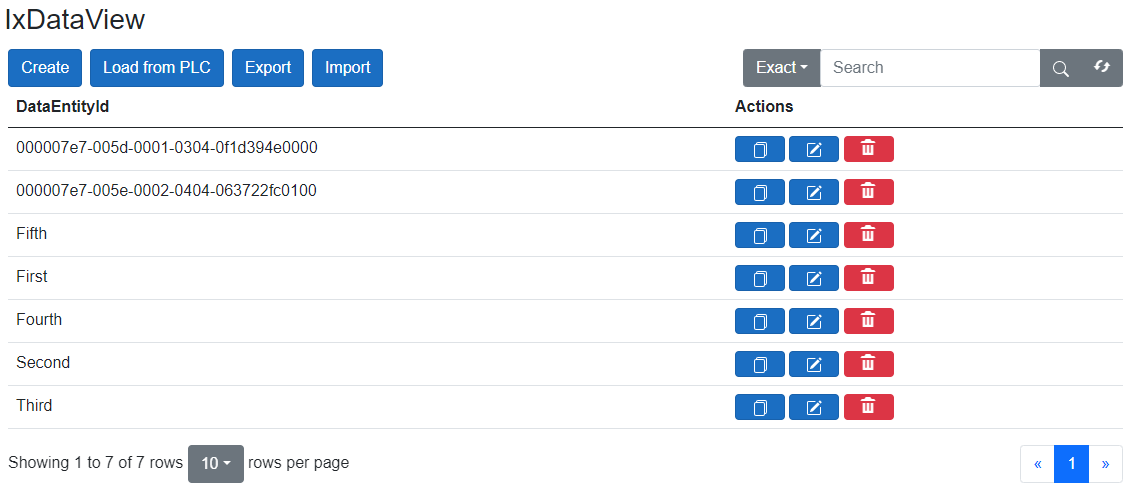 IxDataView
Create Load from PLC Export Import Exact Search
DataEntityId Actions
000007e7-005d-0001-0304-0f1d394e0000
000007e7-005e-0002-0404-063722fc0100
Fifth
First
Fourth
Second
Third
Showing 1 to 7 of 7 rows 10 rows per page « 1 »